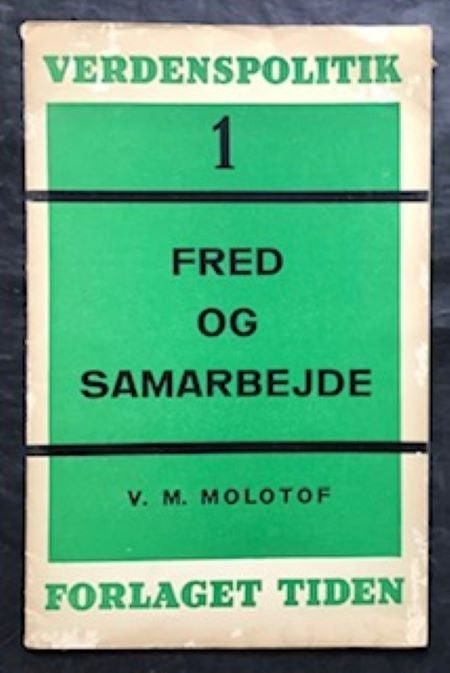 VERDENSPOLITIK
1
FRED
OG
SAMARBEJDE
V. M. MOLOTOF
FORLAGET TIDEN